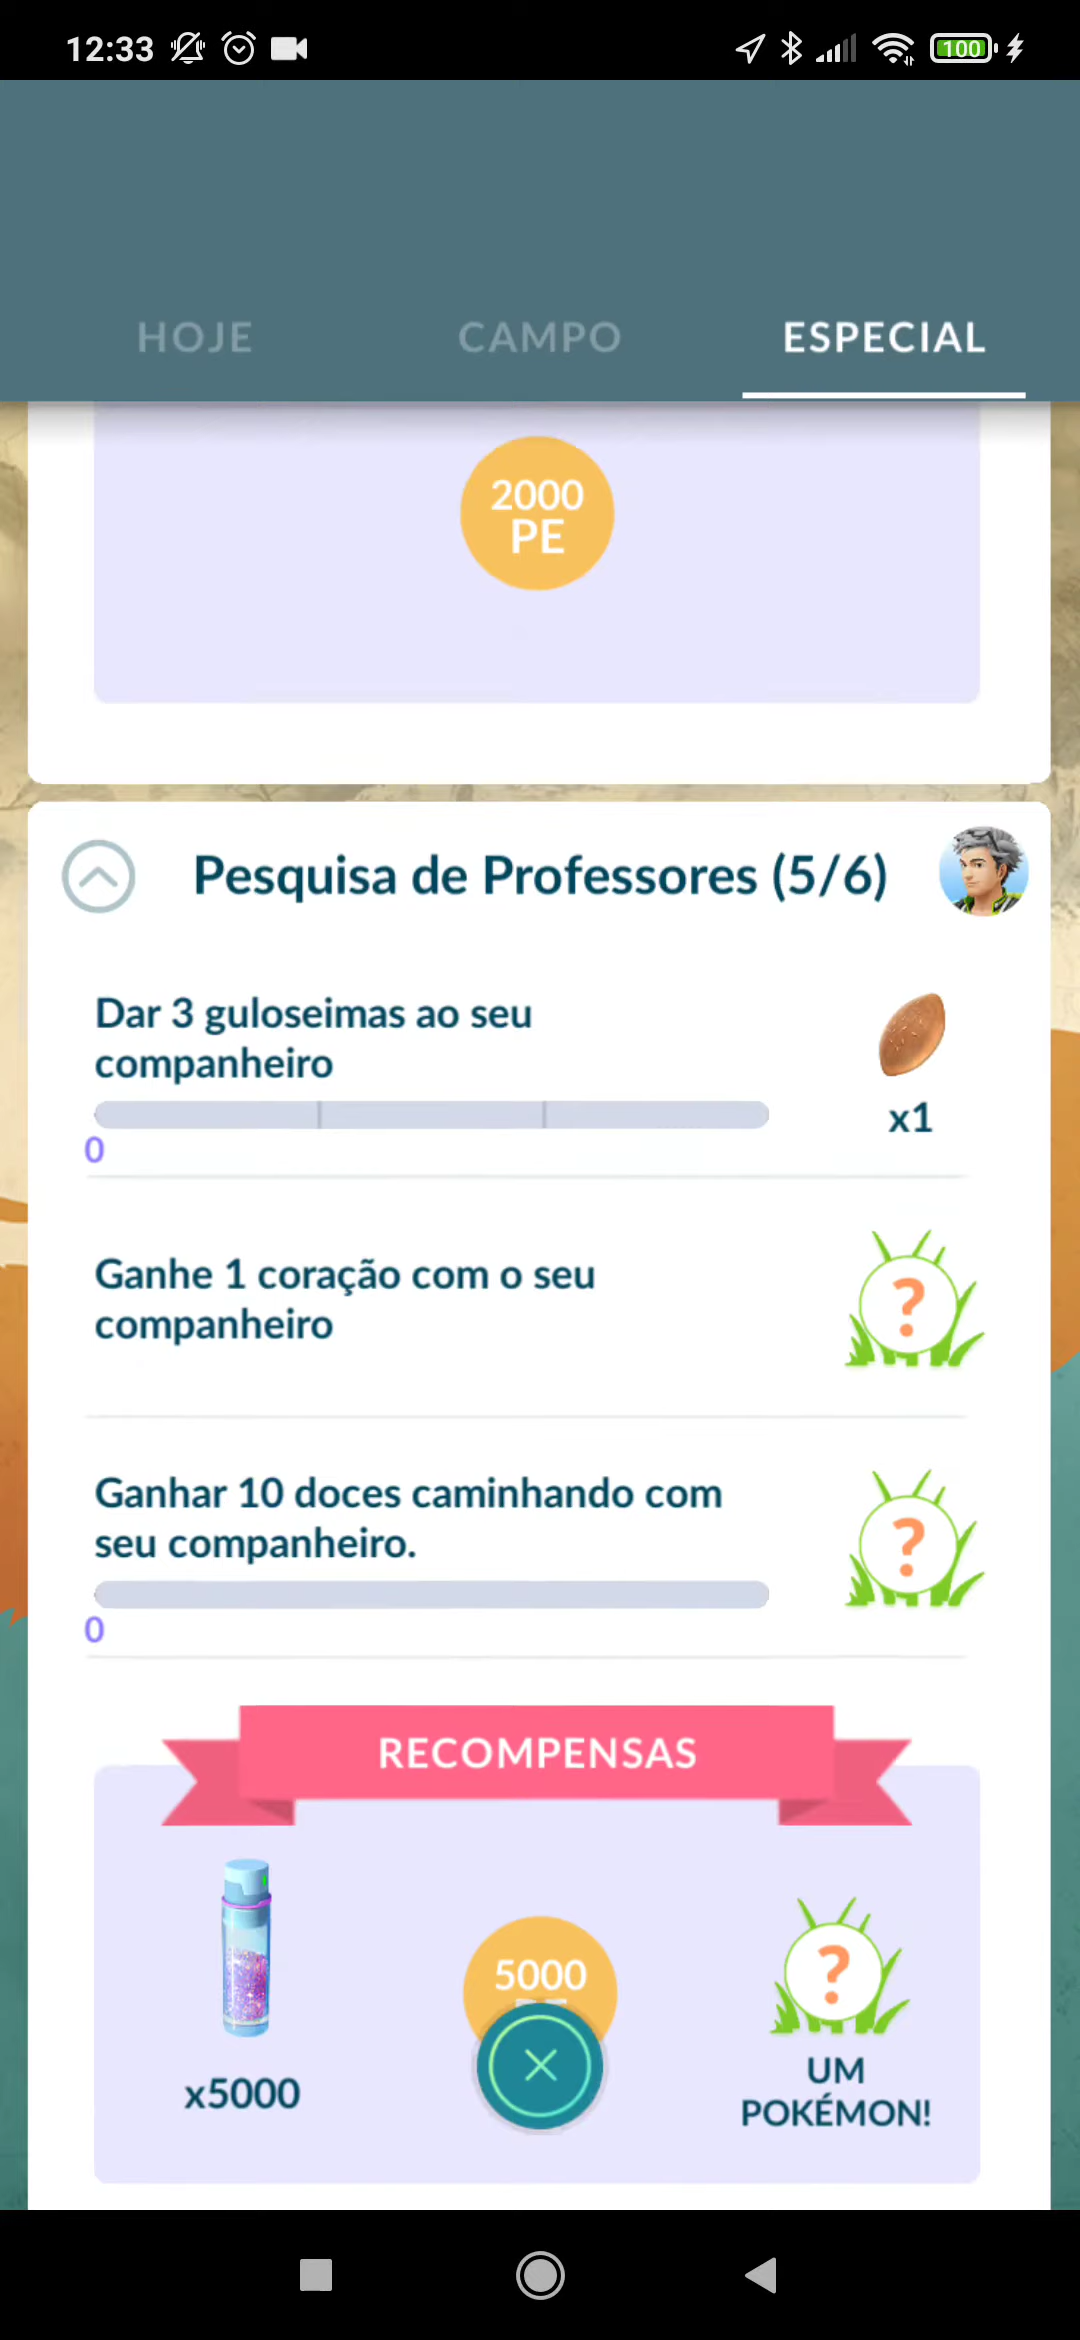 12:33
100
HOJE
CAMPO
ESPECIAL
2000
PE
Pesquisa de Professores (5/6)
Dar 3 guloseimas ao seu
companheiro
x1
0
Ganhe 1 coração com o seu
companheiro
?
Ganhar 10 doces caminhando com
seu companheiro.
?
0
RECOMPENSAS
5000
?
x5000
UM
POKÉMON!